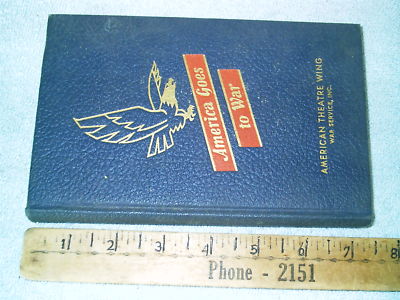 America Goes
to War
AMERICAN THEATRE WING
WAR SERVICE, INC.
1 2 3 4 5 6 7 8
Phone - 2151